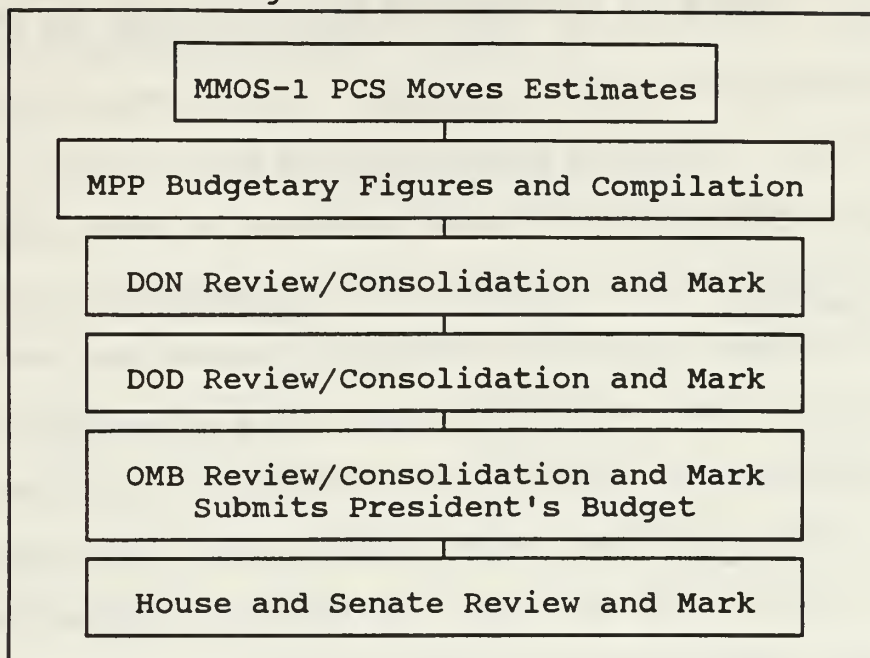 MMOS-1 PCS Moves Estimates
MPP Budgetary Figures and Compilation
DON Review/Consolidation and Mark
DOD Review/Consolidation and Mark
OMB Review/Consolidation and Mark
Submits President's Budget
House and Senate Review and Mark